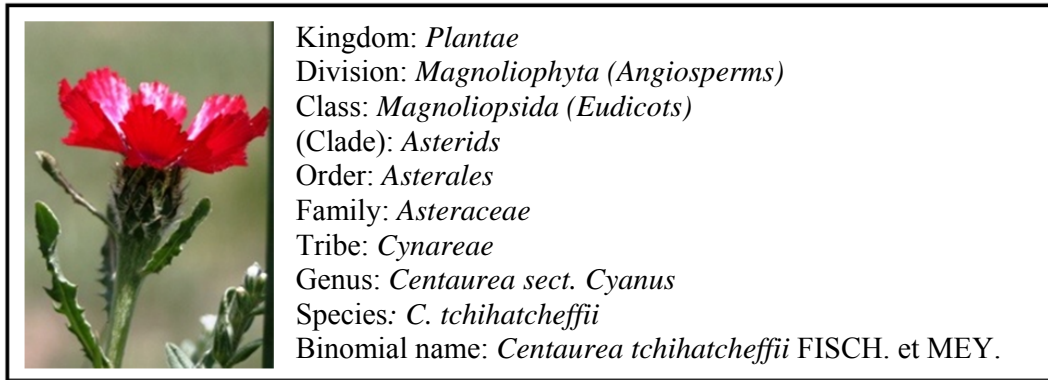 Kingdom: Plantae
Division: Magnoliophyta (Angiosperms)
Class: Magnoliopsida (Eudicots)
(Clade): Asterids
Order: Asterales
Family: Asteraceae
Tribe: Cynareae
Genus: Centaurea sect. Cyanus
Species: C. tchihatcheffii
Binomial name: Centaurea tchihatcheffii FISCH. et MEY.